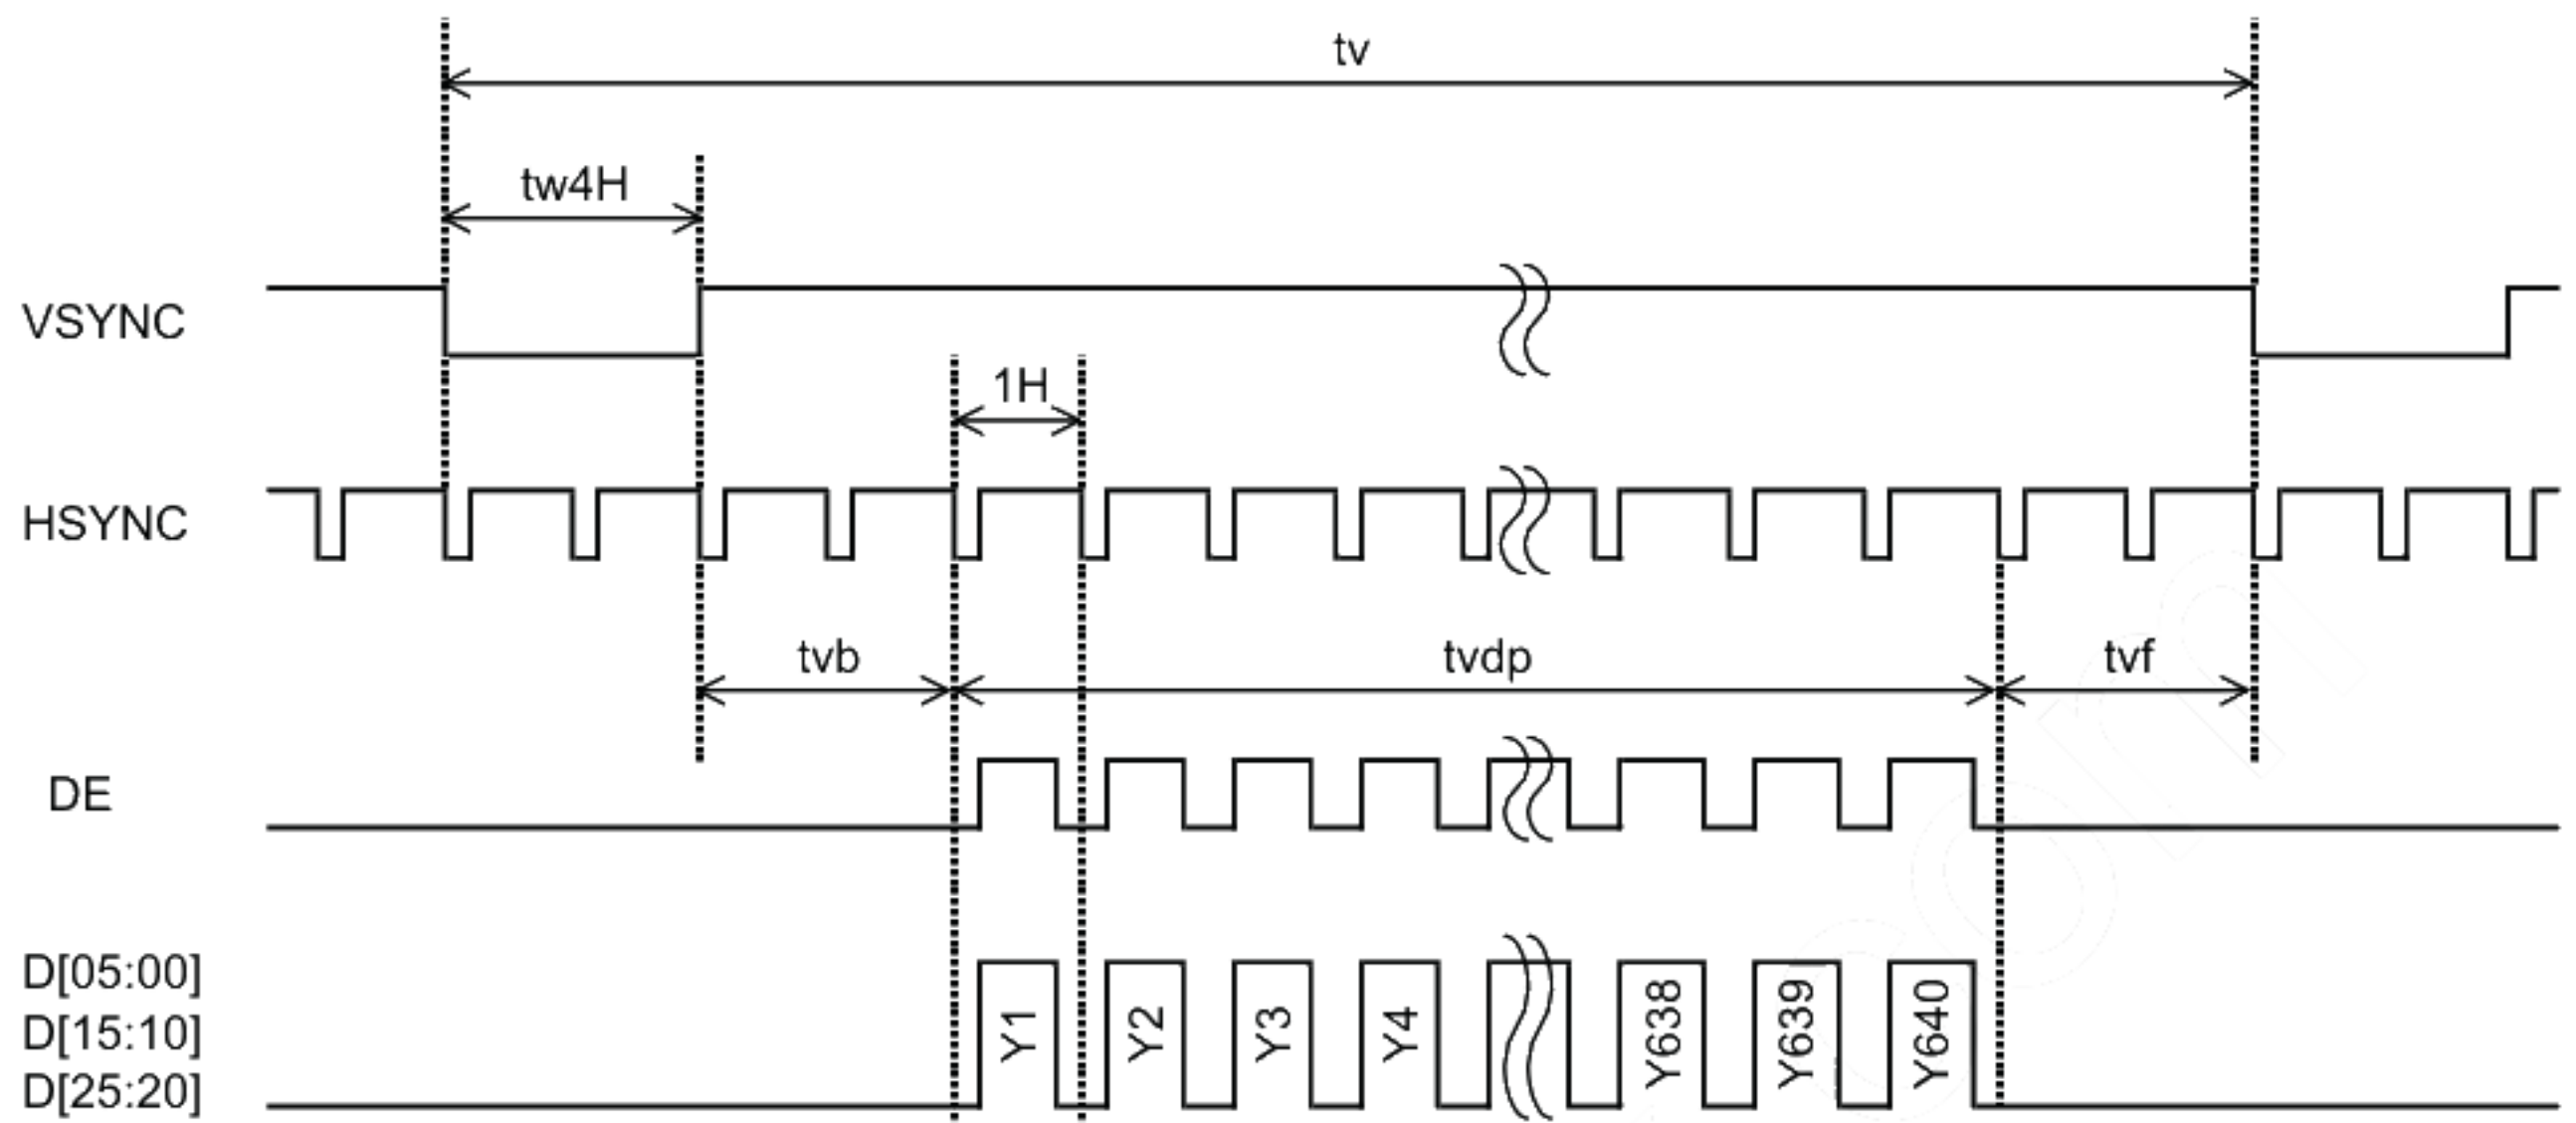 tv
tw4H
VSYNC
1H
HSYNC
tvb tvdp tvf
DE
D[05:00]
D[15:10]
D[25:20]
Y1 Y2 Y3 Y4 Y638 Y639 Y640